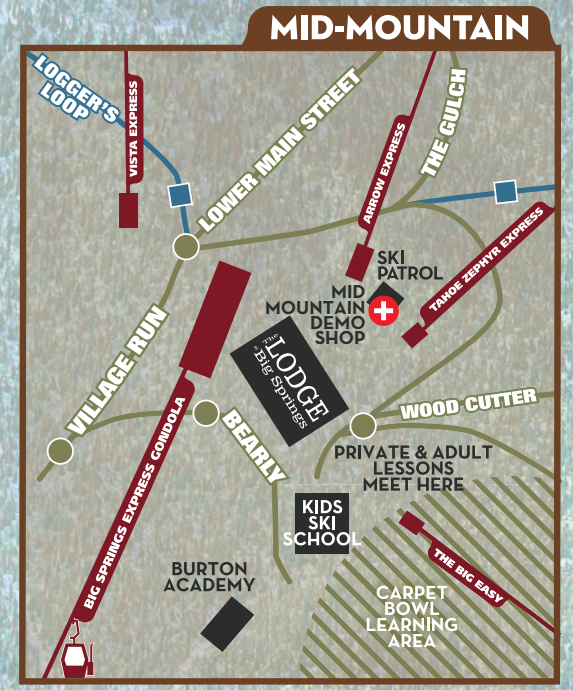 MID-MOUNTAIN
LOGGER'S
LOOP
VISTA EXPRESS
LOWER MAIN STREET
ARROW EXPRESS
THE GULCH
SKI
PATROL
TAHOE ZEPHYR EXPRESS
MID
MOUNTAIN
DEMO
SHOP
VILLAGE RUN
The
LODGE
at Big Springs
BIG SPRINGS EXPRESS GONDOLA
BEARLY
WOOD CUTTER
PRIVATE & ADULT
LESSONS
MEET HERE
KIDS
SKI
SCHOOL
THE BIG EASY
BURTON
ACADEMY
CARPET
BOWL
LEARNING
AREA